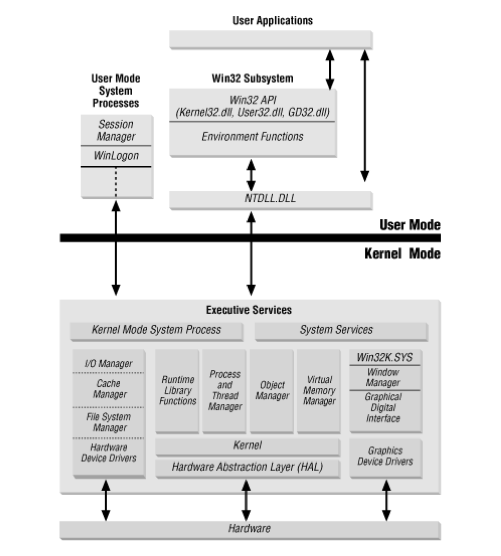 User Applications
User Mode
System
Processes
Win32 Subsystem
Session
Manager
WinLogon
Win32 API
(Kernel32.dll, User32.dll, GD32.dll)
Environment Functions
NTDLL.DLL
User Mode
Kernel Mode
Executive Services
Kernel Mode System Process
System Services
I/O Manager
Cache
Manager
File System
Manager
Hardware
Device Drivers
Runtime
Library
Functions
Process
and
Thread
Manager
Object
Manager
Virtual
Memory
Manager
Win32K.SYS
Window
Manager
Graphical
Digital
Interface
Kernel
Hardware Abstraction Layer (HAL)
Graphics
Device Drivers
Hardware